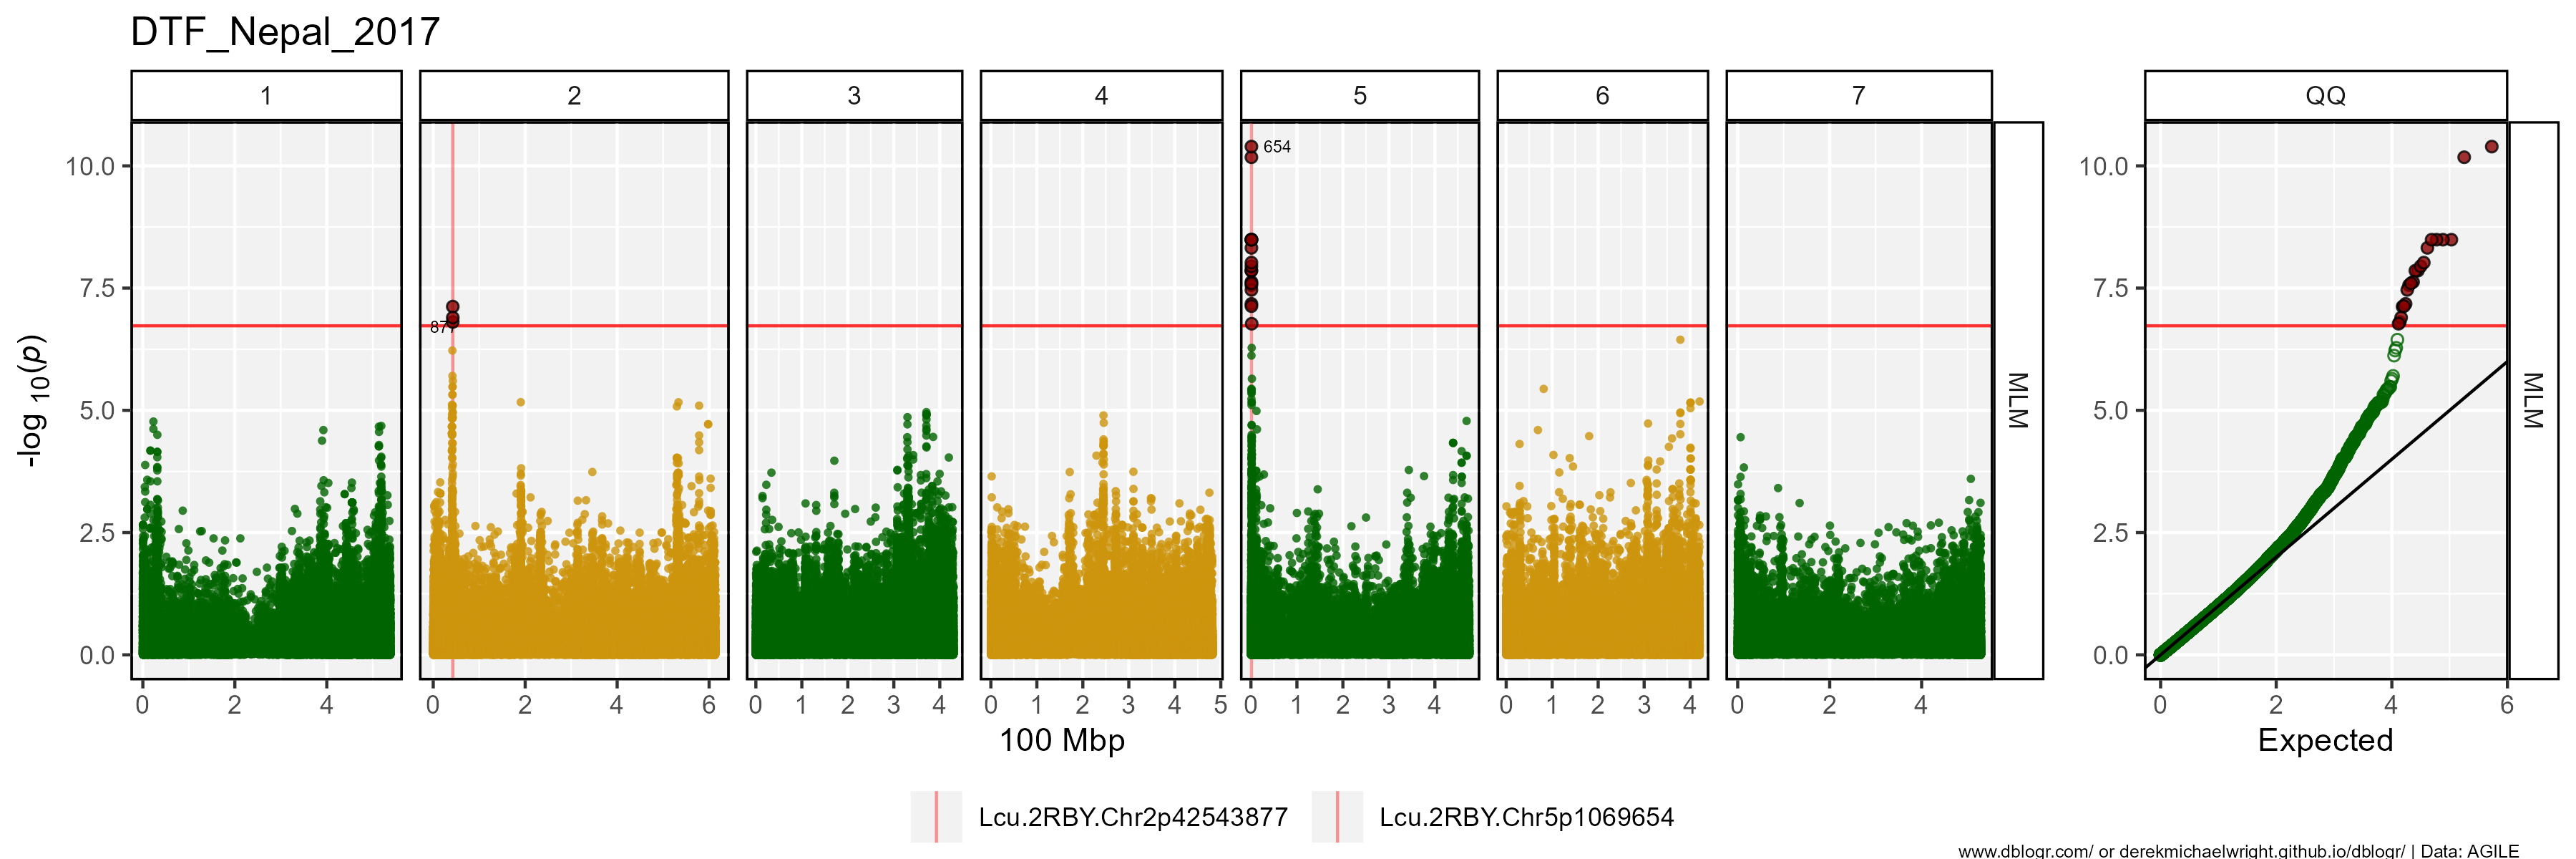 DTF_Nepal_2017
1 2 3 4 5 6 7 QQ
-log 10(p)
10.0 7.5 5.0 2.5 0.0
877
654
MLM
10.0 7.5 5.0 2.5 0.0
MLM
0 2 4 0 2 4 6 0 1 2 3 4 0 1 2 3 4 5 0 1 2 3 4 0 1 2 3 4 0 2 4 0 2 4 6
100 Mbp Expected
Lcu.2RBY.Chr2p42543877 Lcu.2RBY.Chr5p1069654
www.dblogr.com/ or derekmichaelwright.github.io/dblogr/ | Data: AGILE